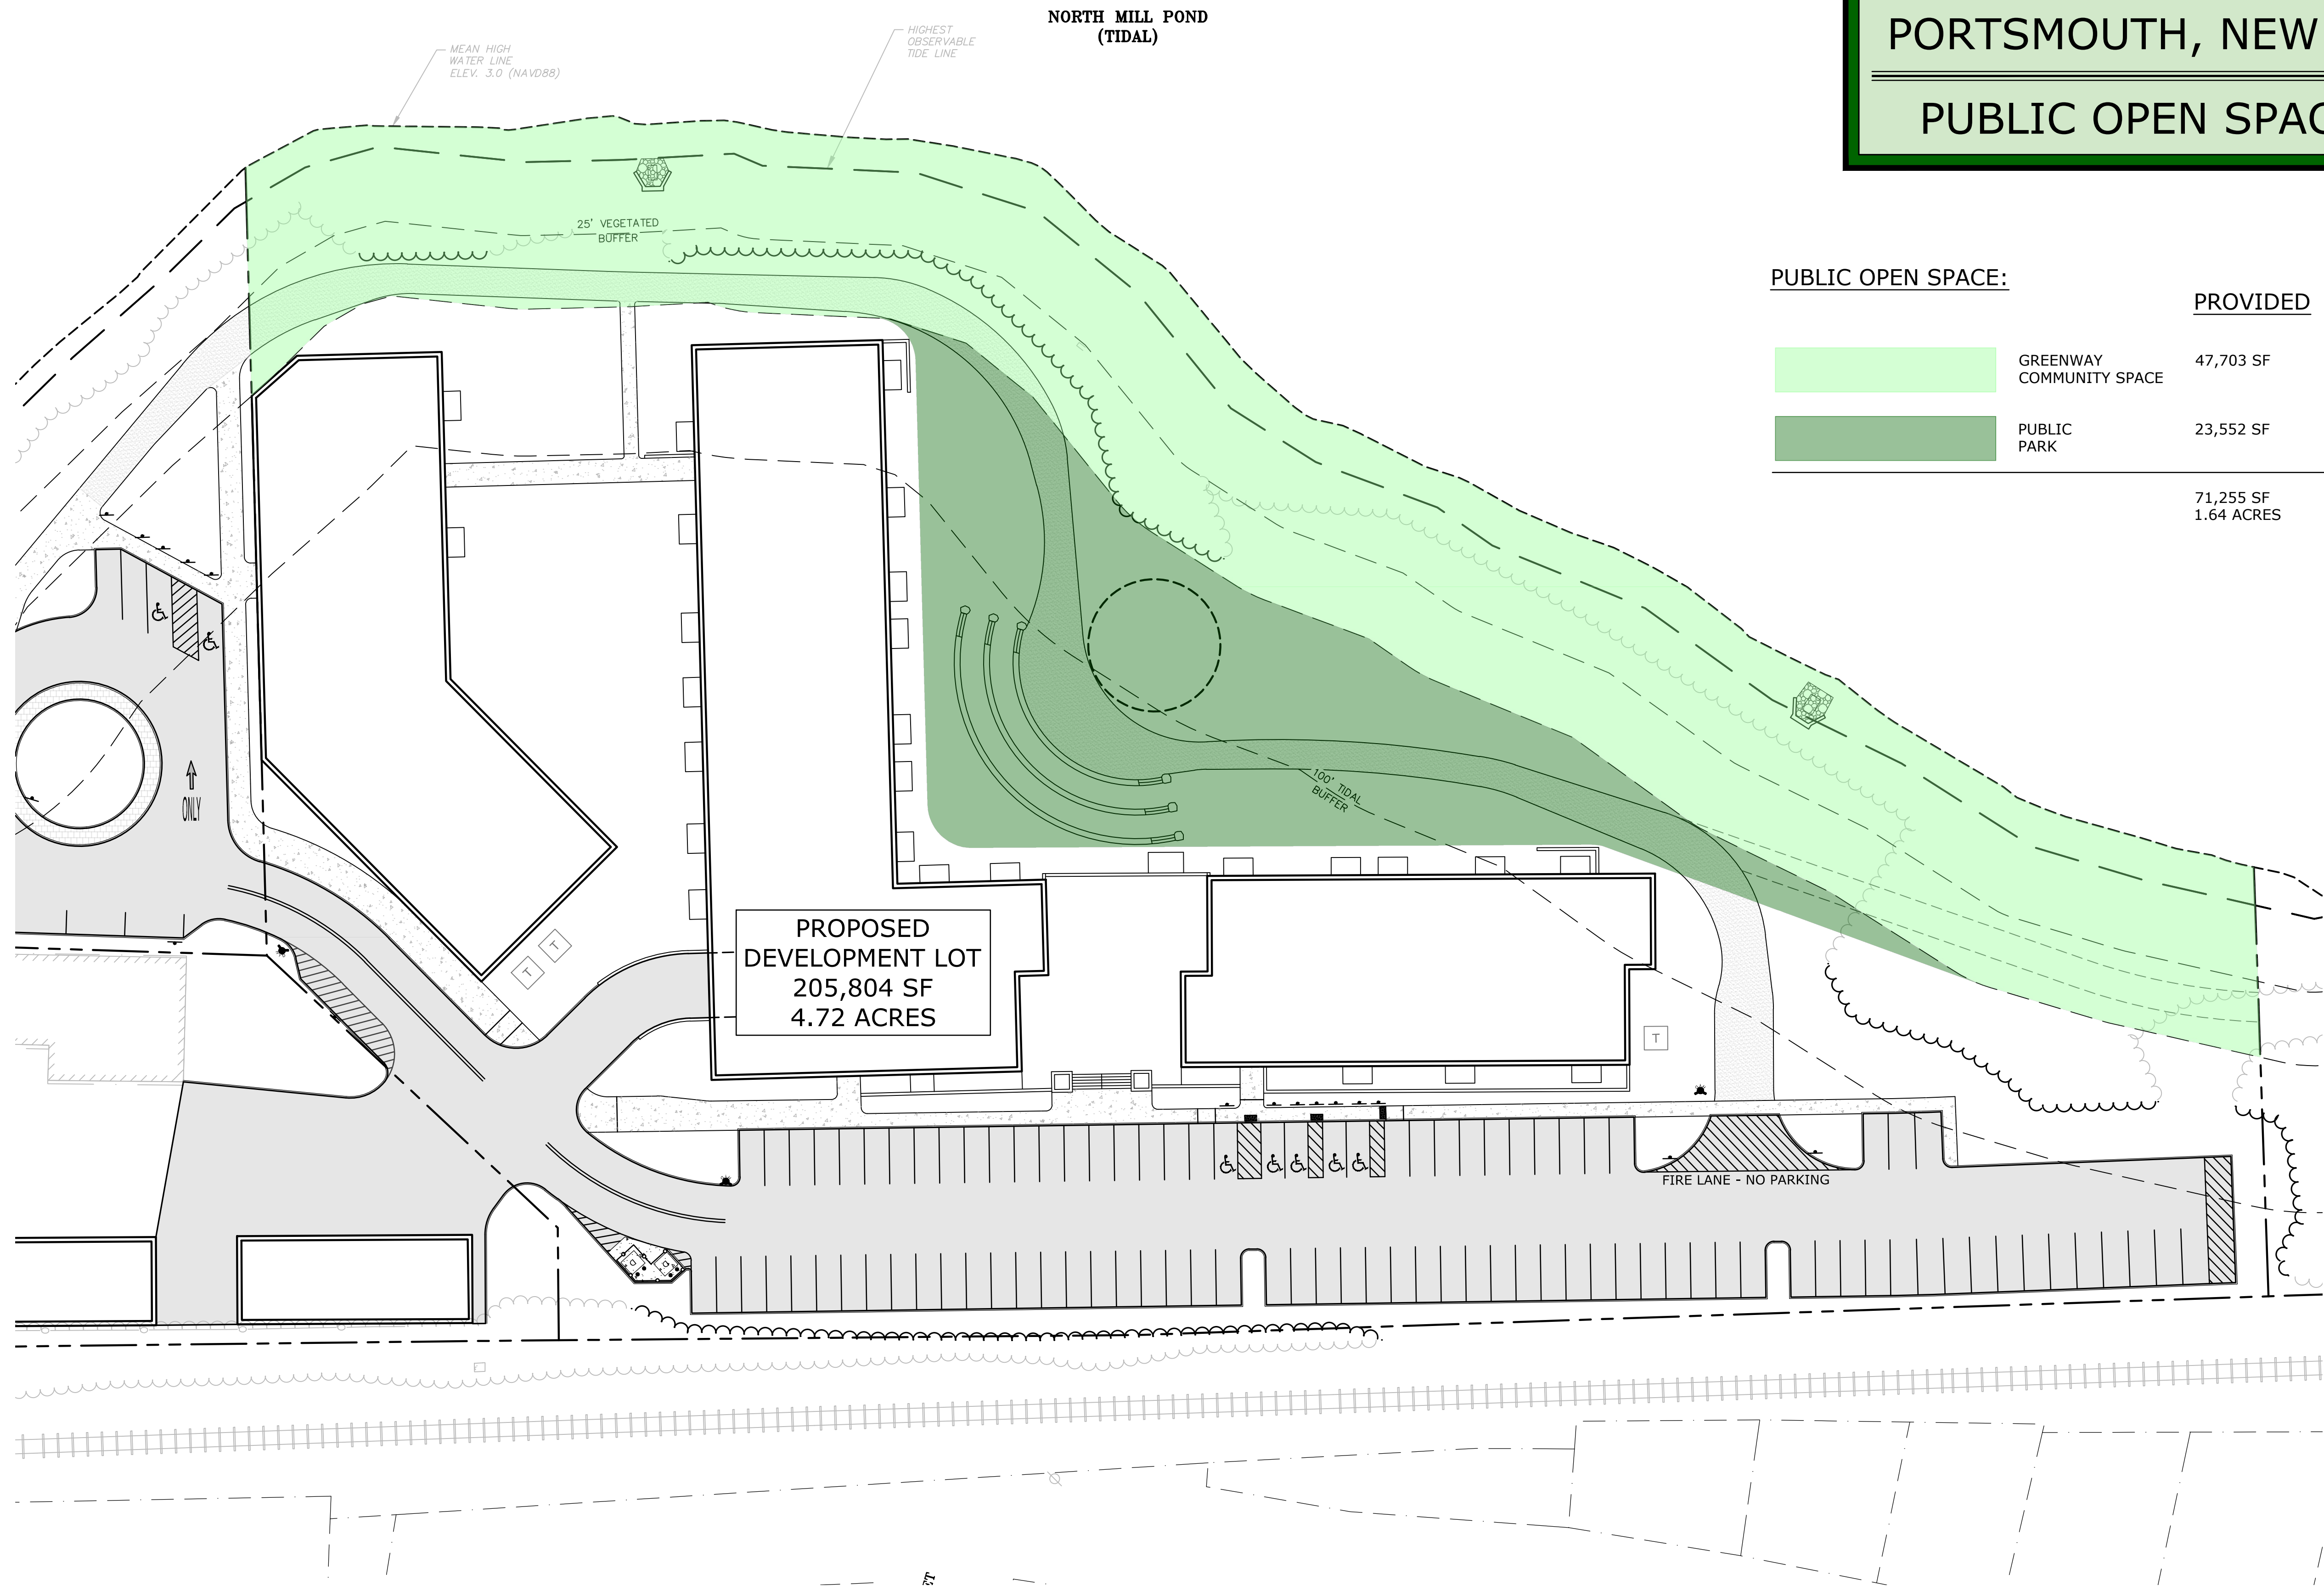 NORTH MILL POND
(TIDAL)
PORTSMOUTH, NEW
PUBLIC OPEN SPAC
MEAN HIGH
WATER LINE
ELEV. 3.0 (NAVD88)
HIGHEST
OBSERVABLE
TIDE LINE
25' VEGETATED
BUFFER
PUBLIC OPEN SPACE:
PROVIDED
GREENWAY
COMMUNITY SPACE
47,703 SF
PUBLIC
PARK
23,552 SF
71,255 SF
1.64 ACRES
ONLY
100' TIDAL
BUFFER
PROPOSED
DEVELOPMENT LOT
205,804 SF
4.72 ACRES
T
T
T
FIRE LANE - NO PARKING